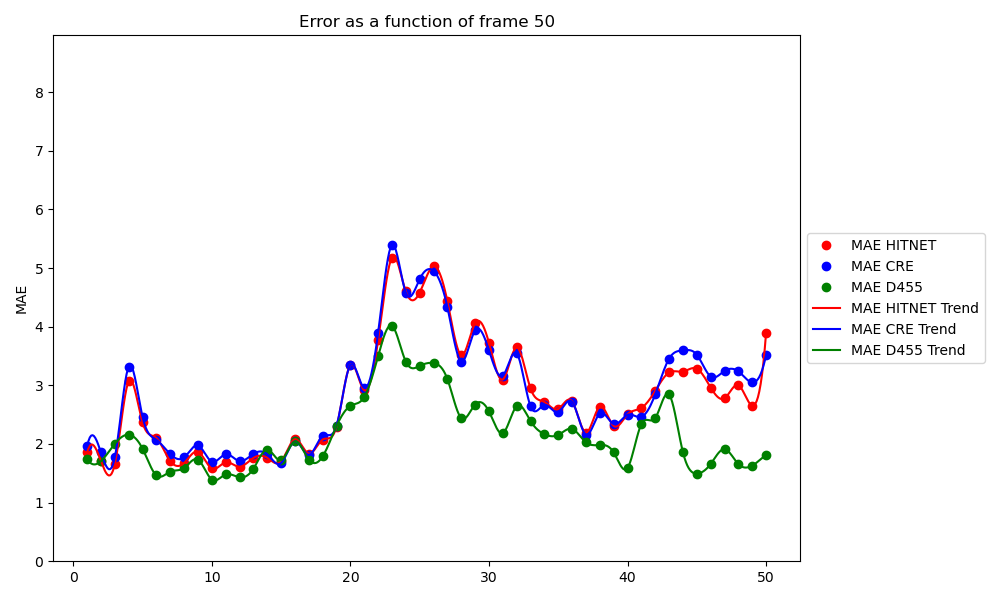 Error as a function of frame 50
MAE
8
7
6
5
4
3
2
1
0
0 10 20 30 40 50
MAE HITNET
MAE CRE
MAE D455
MAE HITNET Trend
MAE CRE Trend
MAE D455 Trend